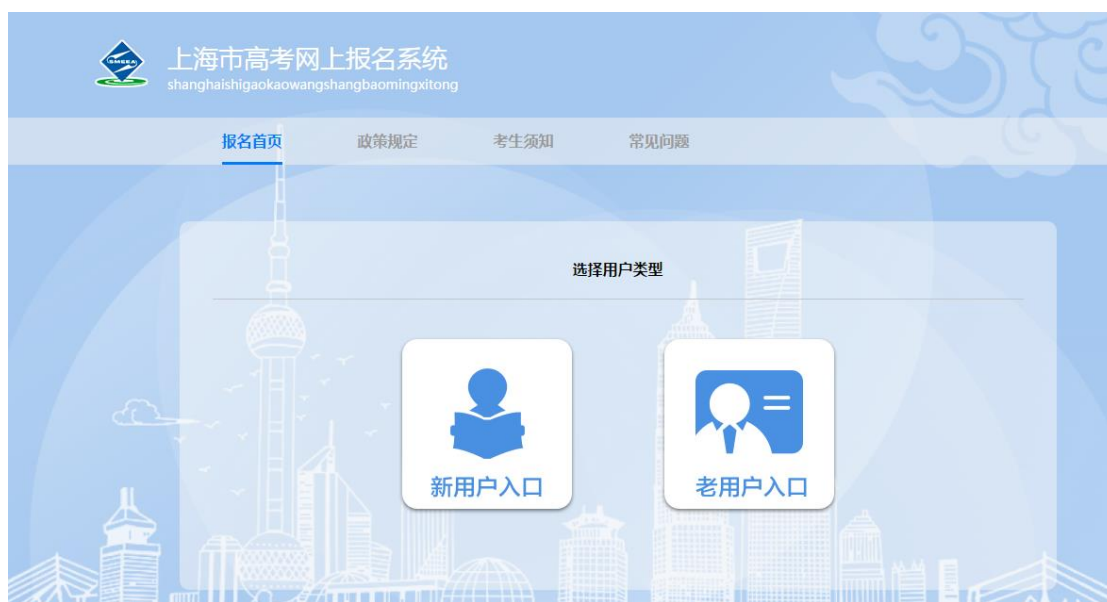 SMEEA
上海市高考网上报名系统
shanghaishigaokaowangshangbaomingxitong
报名首页 政策规定 考生须知 常见问题
选择用户类型
新用户入口 老用户入口